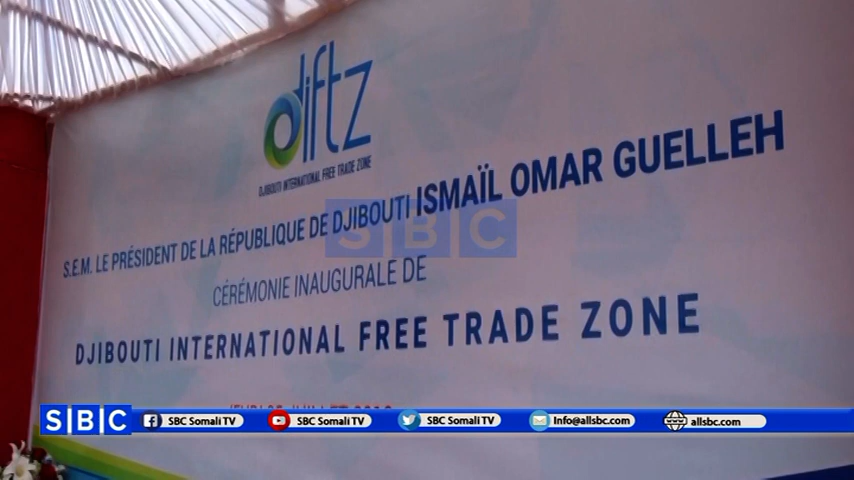 diftz
DJIBOUTI INTERNATIONAL FREE TRADE ZONE
S.E.M. LE PRÉSIDENT DE LA RÉPUBLIQUE DE DJIBOUTI ISMAÏL OMAR GUELLEH
SBC
CÉRÉMONIE INAUGURALE DE
DJIBOUTI INTERNATIONAL FREE TRADE ZONE
SBC SBC Somali TV SBC Somali TV SBC Somali TV Info@allsbc.com allsbc.com